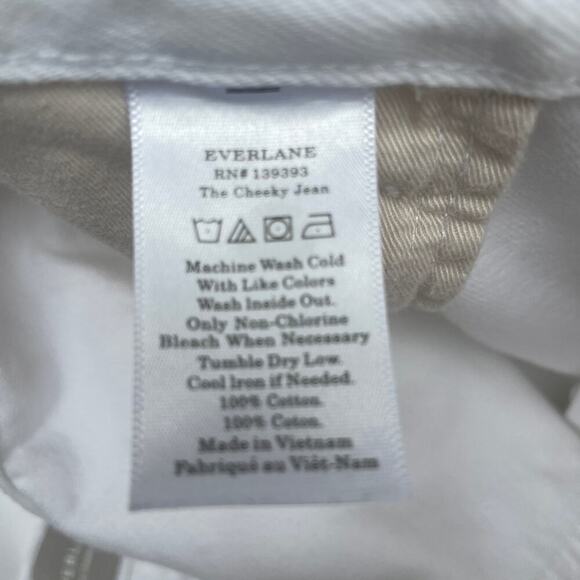 EVERLANE
RN# 139393
The Cheeky Jean
Machine Wash Cold
With Like Colors
Wash Inside Out.
Only Non-Chlorine
Bleach When Necessary
Tumble Dry Low.
Cool Iron if Needed.
100% Cotton.
100% Coton.
Made in Vietnam
Fabriqué au Viêt-Nam